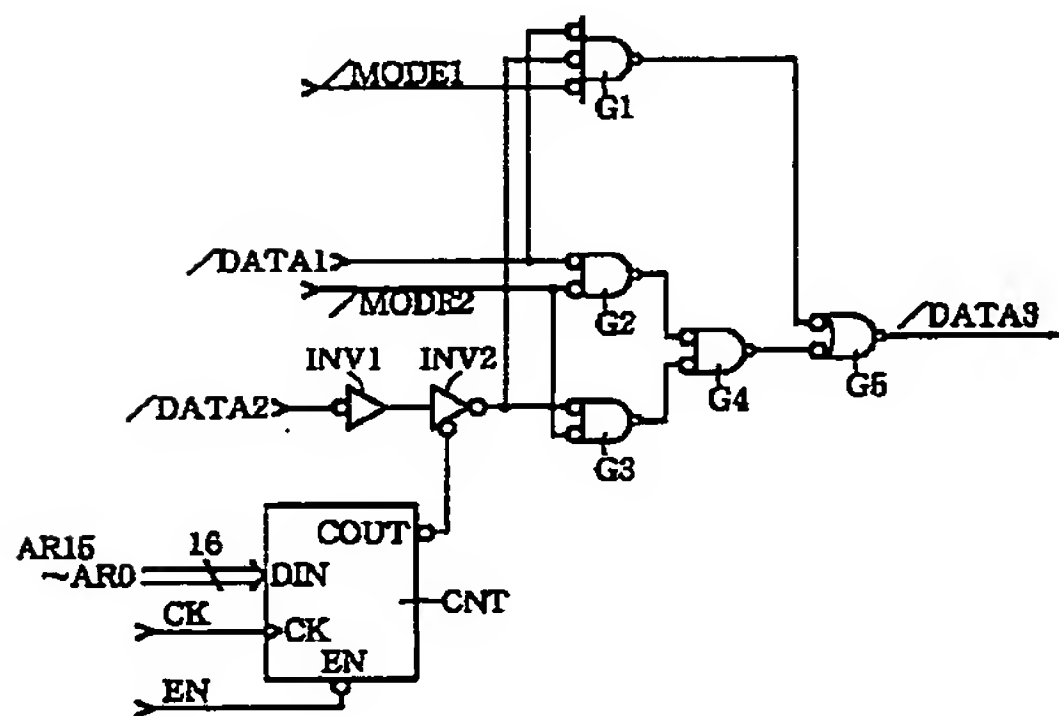 /MODE1
G1
/DATA1
/MODE2
G2
/DATA3
INV1 INV2
G5
G4
/DATA2
G3
COUT
AR15
~AR0
16
DIN
CNT
CK
CK
EN
EN